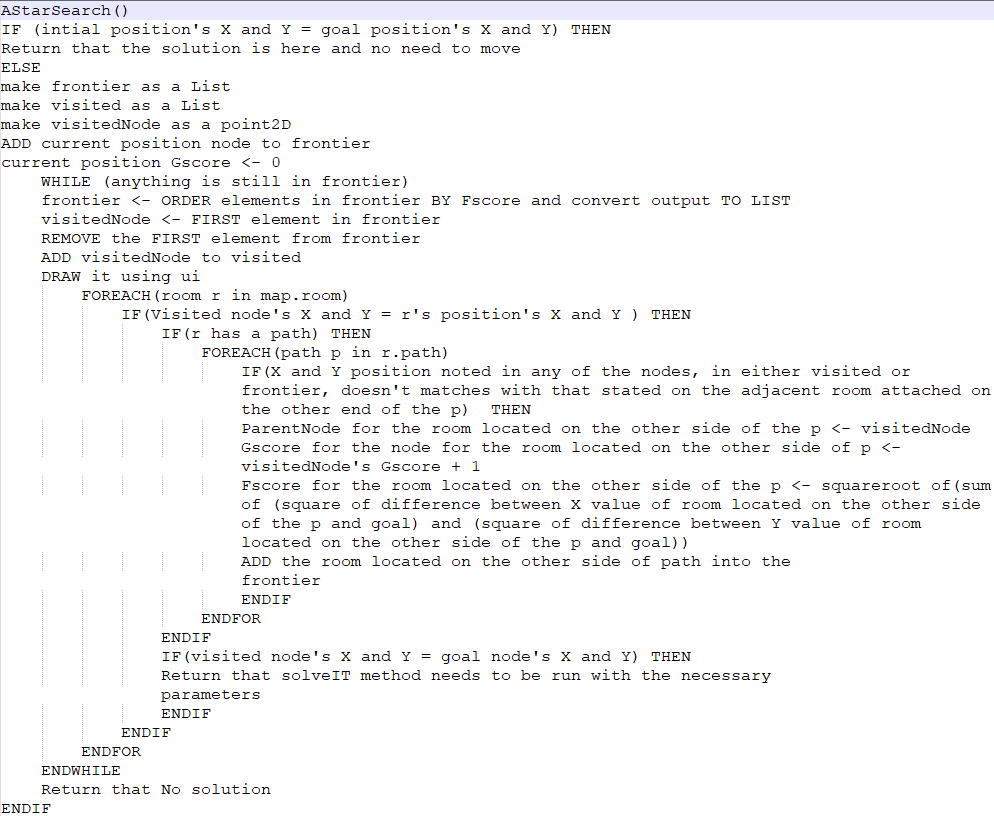 AStarSearch()
IF (intial position's X and Y = goal position's X and Y) THEN
Return that the solution is here and no need to move
ELSE
make frontier as a List
make visited as a List
make visitedNode as a point2D
ADD current position node to frontier
current position Gscore <- 0
WHILE (anything is still in frontier)
frontier <- ORDER elements in frontier BY Fscore and convert output TO LIST
visitedNode <- FIRST element in frontier
REMOVE the FIRST element from frontier
ADD visitedNode to visited
DRAW it using ui
FOREACH(room r in map.room)
IF(Visited node's X and Y = r's position's X and Y ) THEN
IF(r has a path) THEN
FOREACH(path p in r.path)
IF(X and Y position noted in any of the nodes, in either visited or
frontier, doesn't matches with that stated on the adjacent room attached on
the other end of the p)  THEN
ParentNode for the room located on the other side of the p <- visitedNode
Gscore for the node for the room located on the other side of p <-
visitedNode's Gscore + 1
Fscore for the room located on the other side of the p <- squareroot of(sum
of (square of difference between X value of room located on the other side
of the p and goal) and (square of difference between Y value of room
located on the other side of the p and goal))
ADD the room located on the other side of path into the
frontier
ENDIF
ENDFOR
ENDIF
IF(visited node's X and Y = goal node's X and Y) THEN
Return that solveIT method needs to be run with the necessary
parameters
ENDIF
ENDIF
ENDFOR
ENDWHILE
Return that No solution
ENDIF